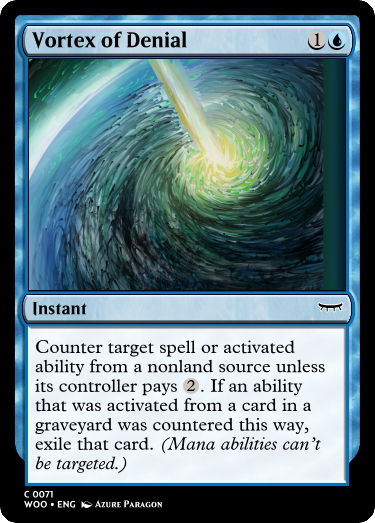 Vortex of Denial 1
Instant
Counter target spell or activated
ability from a nonland source unless
its controller pays 2. If an ability
that was activated from a card in a
graveyard was countered this way,
exile that card. (Mana abilities can't
be targeted.)
C 0071
WOO • ENG Azure Paragon